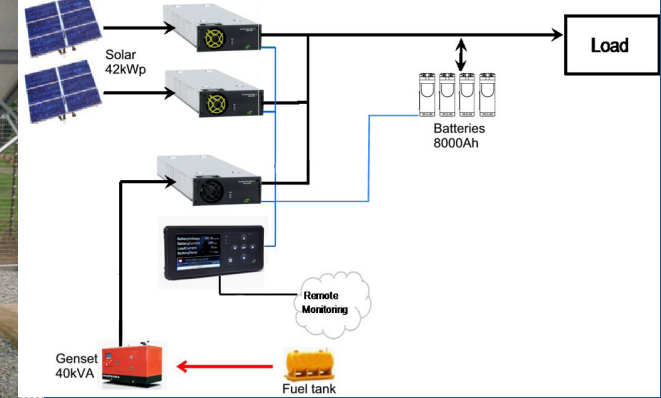 Solar
42kWp
Load
Batteries
8000Ah
Remote
Monitoring
Genset
40kVA
Fuel tank